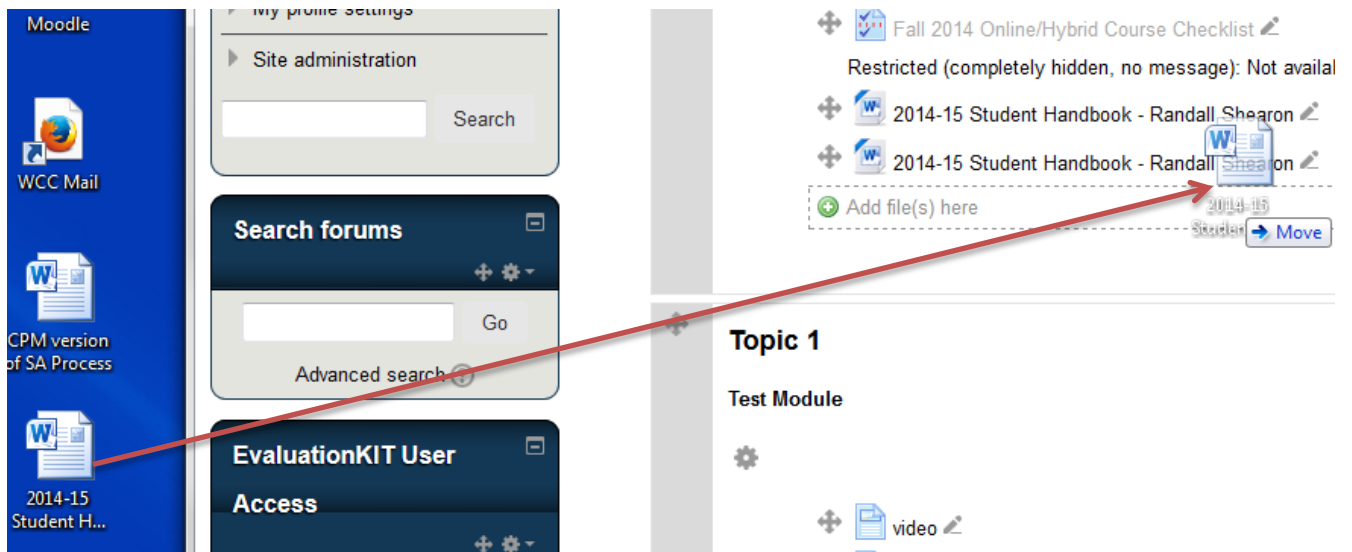 Moodle
WCC Mail
CPM version
of SA Process
2014-15
Student H...
My profile settings
Site administration
Search
Search forums
Go
Advanced search
EvaluationKIT User
Access
Fall 2014 Online/Hybrid Course Checklist
Restricted (completely hidden, no message): Not availal
2014-15 Student Handbook - Randall Shearon
2014-15 Student Handbook - Randall Shearon
Add file(s) here
2014-15
Move
Topic 1
Test Module
video